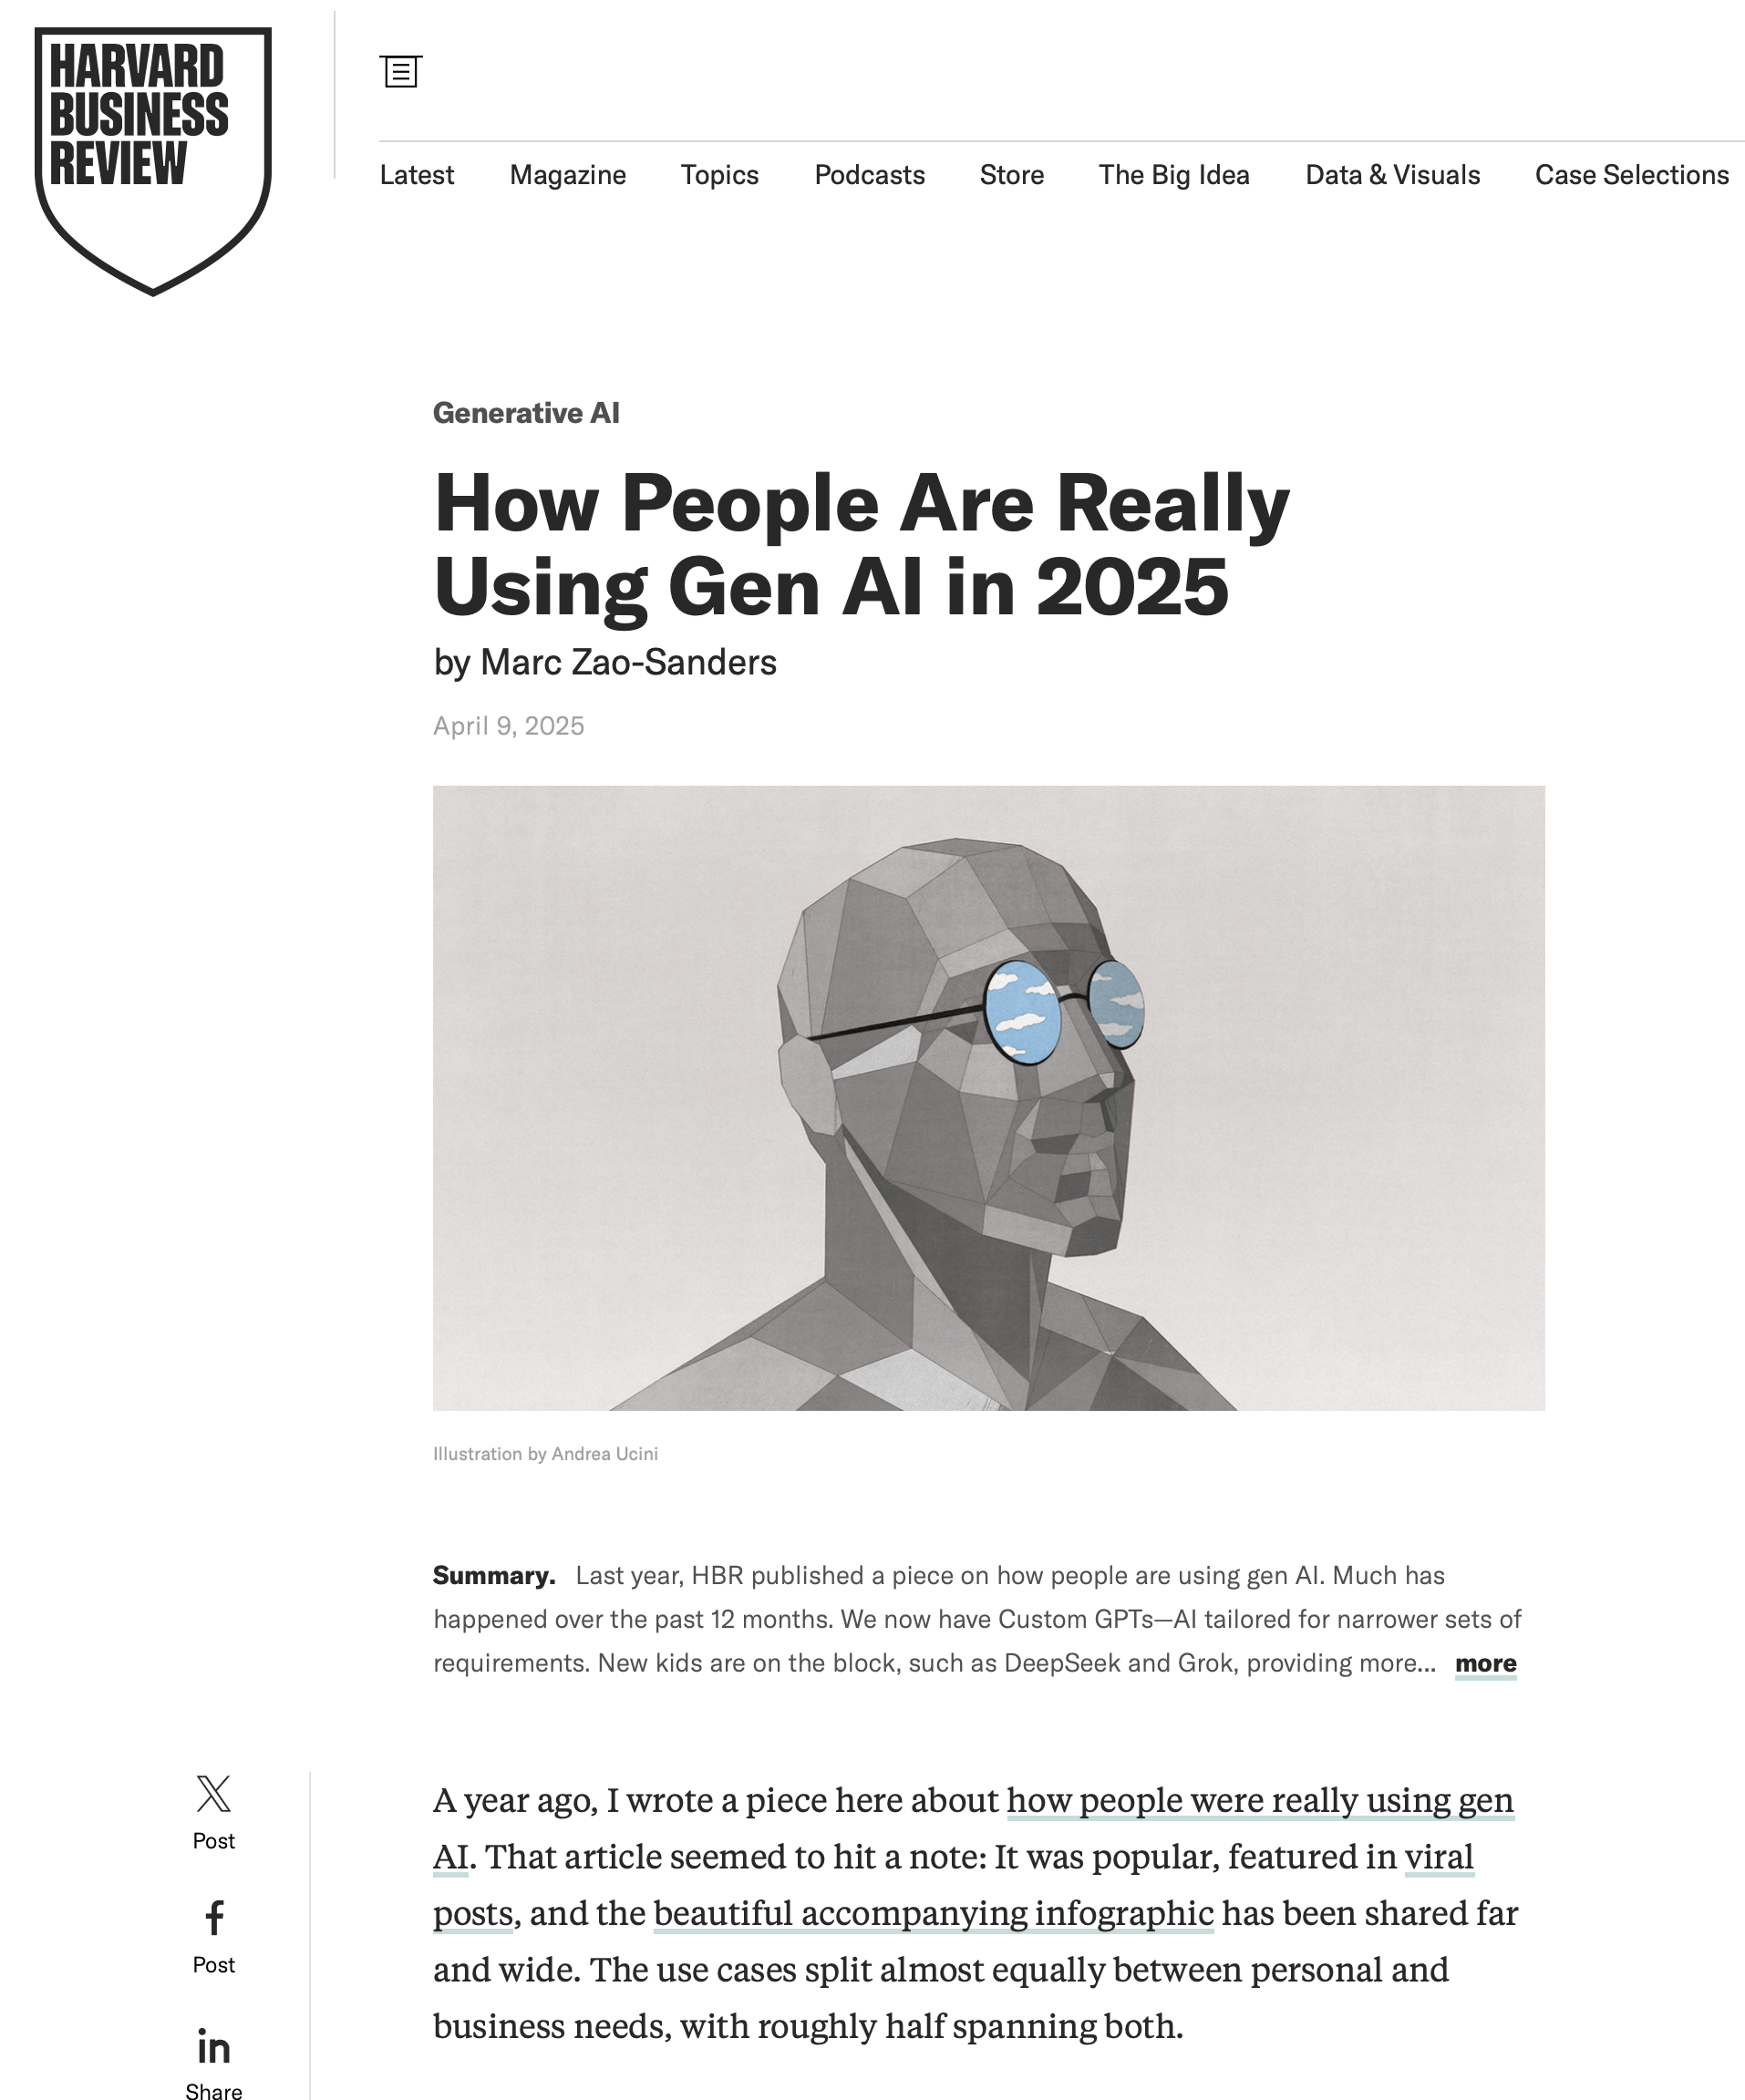 HARVARD
BUSINESS
REVIEW
Latest
Magazine
Topics
Podcasts
Store
The Big Idea
Data & Visuals
Case Selections
Generative AI
How People Are Really
Using Gen AI in 2025
by Marc Zao-Sanders
April 9, 2025
Illustration by Andrea Ucini
Summary. Last year, HBR published a piece on how people are using gen AI. Much has
happened over the past 12 months. We now have Custom GPTs—AI tailored for narrower sets of
requirements. New kids are on the block, such as DeepSeek and Grok, providing more... more
Post
Post
in
Share
A year ago, I wrote a piece here about how people were really using gen
AI. That article seemed to hit a note: It was popular, featured in viral
posts, and the beautiful accompanying infographic has been shared far
and wide. The use cases split almost equally between personal and
business needs, with roughly half spanning both.